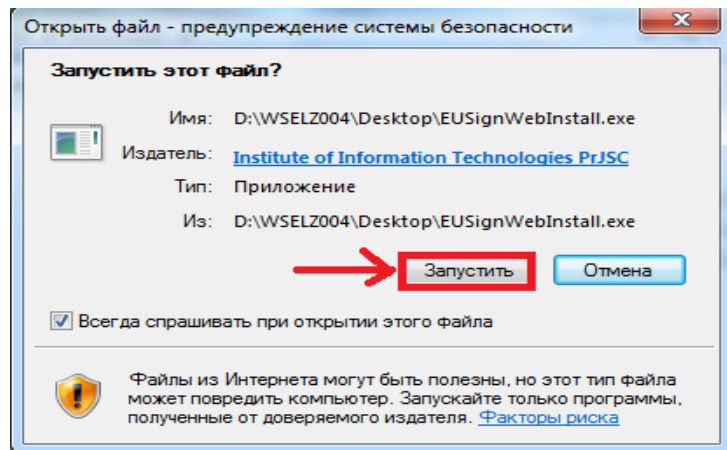 Открыть файл - предупреждение системы безопасности
Запустить этот файл?
Имя: D:\WSELZ004\Desktop\EUSignWebInstall.exe
Издатель: Institute of Information Technologies PrJSC
Тип: Приложение
Из: D:\WSELZ004\Desktop\EUSignWebInstall.exe
Запустить Отмена
Всегда спрашивать при открытии этого файла
Файлы из Интернета могут быть полезны, но этот тип файла
может повредить компьютер. Запускайте только программы,
полученные от доверяемого издателя. Факторы риска